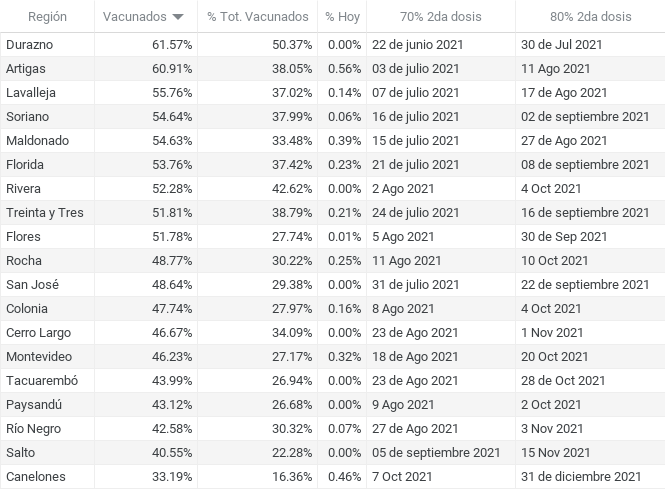 Región Vacunados % Tot. Vacunados % Hoy 70% 2da dosis 80% 2da dosis
Durazno 61.57% 50.37% 0.00% 22 de junio 2021 30 de Jul 2021
Artigas 60.91% 38.05% 0.56% 03 de julio 2021 11 Ago 2021
Lavalleja 55.76% 37.02% 0.14% 07 de julio 2021 17 de Ago 2021
Soriano 54.64% 37.99% 0.06% 16 de julio 2021 02 de septiembre 2021
Maldonado 54.63% 33.48% 0.39% 15 de julio 2021 27 de Ago 2021
Florida 53.76% 37.42% 0.23% 21 de julio 2021 08 de septiembre 2021
Rivera 52.28% 42.62% 0.00% 2 Ago 2021 4 Oct 2021
Treinta y Tres 51.81% 38.79% 0.21% 24 de julio 2021 16 de septiembre 2021
Flores 51.78% 27.74% 0.01% 5 Ago 2021 30 de Sep 2021
Rocha 48.77% 30.22% 0.25% 11 Ago 2021 10 Oct 2021
San José 48.64% 29.38% 0.00% 31 de julio 2021 22 de septiembre 2021
Colonia 47.74% 27.97% 0.16% 8 Ago 2021 4 Oct 2021
Cerro Largo 46.67% 34.09% 0.00% 23 de Ago 2021 1 Nov 2021
Montevideo 46.23% 27.17% 0.32% 18 de Ago 2021 20 Oct 2021
Tacuarembó 43.99% 26.94% 0.00% 23 de Ago 2021 28 de Oct 2021
Paysandú 43.12% 26.68% 0.00% 9 Ago 2021 2 Oct 2021
Río Negro 42.58% 30.32% 0.07% 27 de Ago 2021 3 Nov 2021
Salto 40.55% 22.28% 0.00% 05 de septiembre 2021 15 Nov 2021
Canelones 33.19% 16.36% 0.46% 7 Oct 2021 31 de diciembre 2021